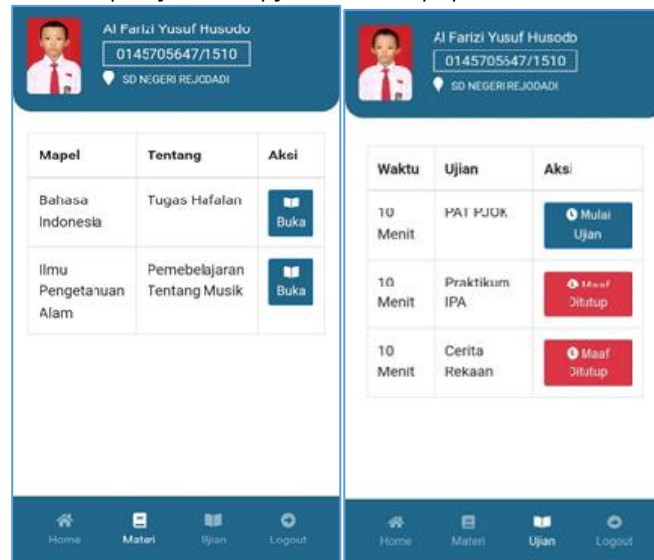 Al Farizi Yusuf Husodo
0145705647/1510
SD NEGERI REJODADI
Mapel Tentang Aksi
Bahasa Tugas Hafalan
Indonesia
Buka
Ilmu Pemebelajaran
Pengetahuan Tentang Musik
Alam
Buka
Home Materi Ujian Logout
Al Farizi Yusuf Husodo
0145705647/1510
SD NEGERI REJODADI
Waktu Ujian Aksi
10 PAT PJOK
Menit
Mulai
Ujian
10 Praktikum
Menit IPA
Maaf
Ditutup
10 Cerita
Menit Rekaan
Maaf
Ditutup
Home Materi Ujian Logout